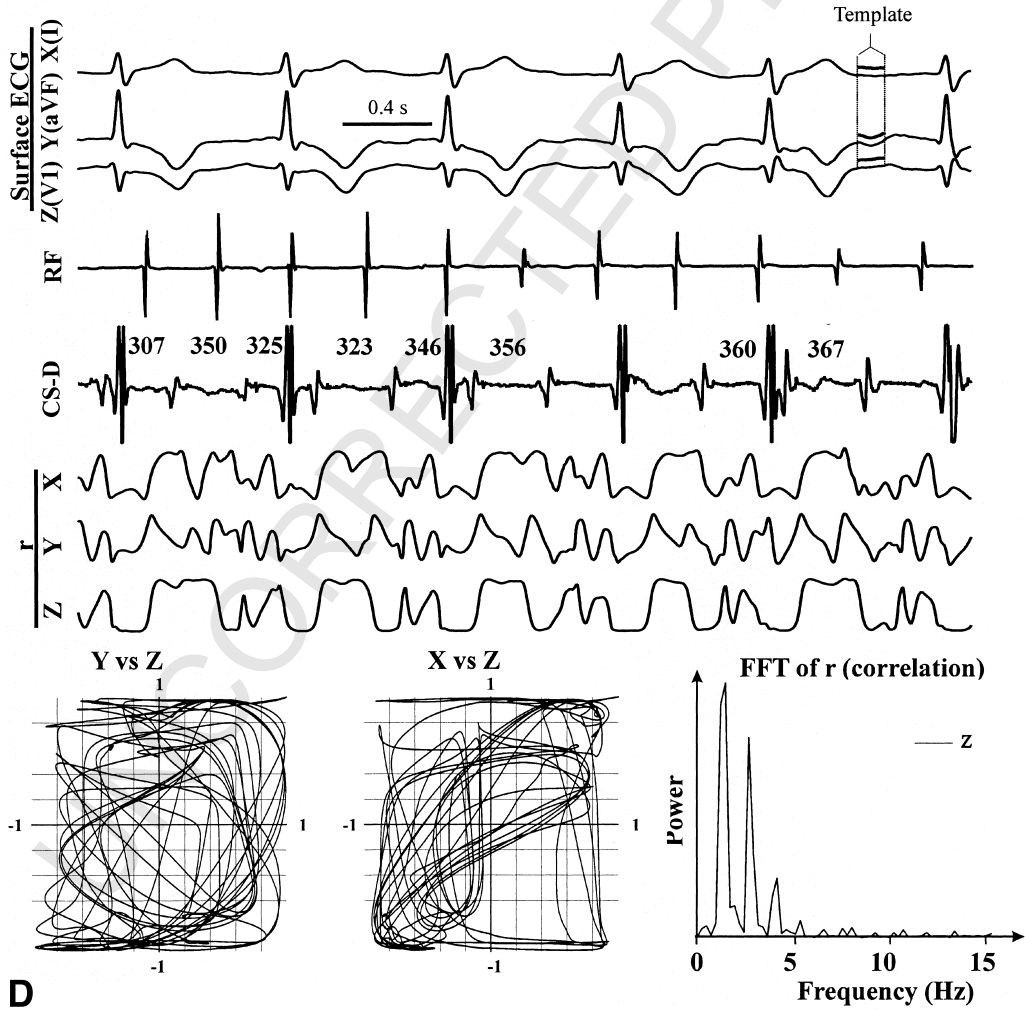 Template
Surface ECG
X(I)
Y(aVF)
Z(V1)
0.4 s
RF
CS-D
307 350 325 323 346 356 360 367
r
X
Y
Z
Y vs Z
1
-1
1
-1
X vs Z
1
-1
1
-1
FFT of r (correlation)
Z
Power
0 5 10 15
Frequency (Hz)
D
UNCORRECTED P